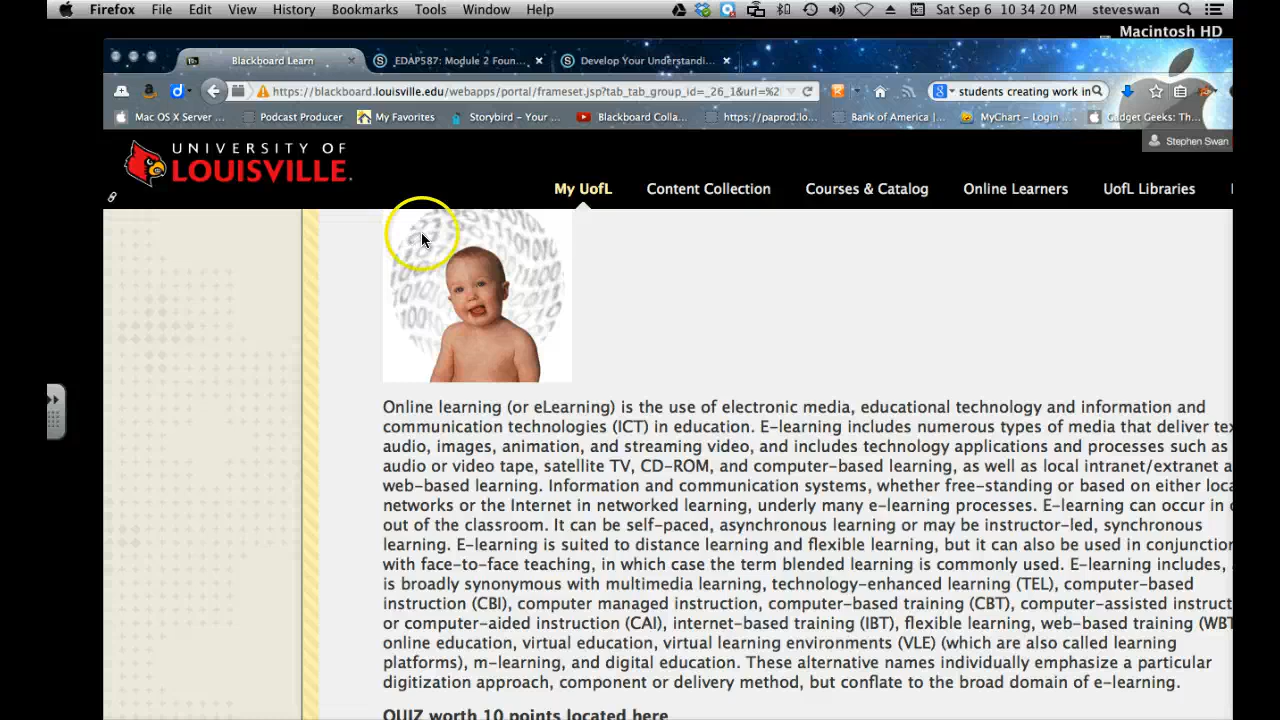 Firefox File Edit View History Bookmarks Tools Window Help Sat Sep 6 10 34 20 PM steveswan
Macintosh HD
Blackboard Learn EDAP587: Module 2 Foun... Develop Your Understandi...
https://blackboard.louisville.edu/webapps/portal/frameset.jsp?tab_tab_group_id=_26_1&url=%2 students creating work in
Mac OS X Server ... Podcast Producer My Favorites Storybird – Your ... Blackboard Colla... https://paprod.lo... Bank of America |... MyChart – Login ... Gadget Geeks: Th...
Stephen Swan
UNIVERSITY OF
LOUISVILLE.
My UofL Content Collection Courses & Catalog Online Learners UofL Libraries
Online learning (or eLearning) is the use of electronic media, educational technology and information and
communication technologies (ICT) in education. E-learning includes numerous types of media that deliver te
audio, images, animation, and streaming video, and includes technology applications and processes such as
audio or video tape, satellite TV, CD-ROM, and computer-based learning, as well as local intranet/extranet a
web-based learning. Information and communication systems, whether free-standing or based on either loca
networks or the Internet in networked learning, underly many e-learning processes. E-learning can occur in
out of the classroom. It can be self-paced, asynchronous learning or may be instructor-led, synchronous
learning. E-learning is suited to distance learning and flexible learning, but it can also be used in conjunction
with face-to-face teaching, in which case the term blended learning is commonly used. E-learning includes,
is broadly synonymous with multimedia learning, technology-enhanced learning (TEL), computer-based
instruction (CBI), computer managed instruction, computer-based training (CBT), computer-assisted instruct
or computer-aided instruction (CAI), internet-based training (IBT), flexible learning, web-based training (WBT
online education, virtual education, virtual learning environments (VLE) (which are also called learning
platforms), m-learning, and digital education. These alternative names individually emphasize a particular
digitization approach, component or delivery method, but conflate to the broad domain of e-learning.
QUIZ worth 10 points located here